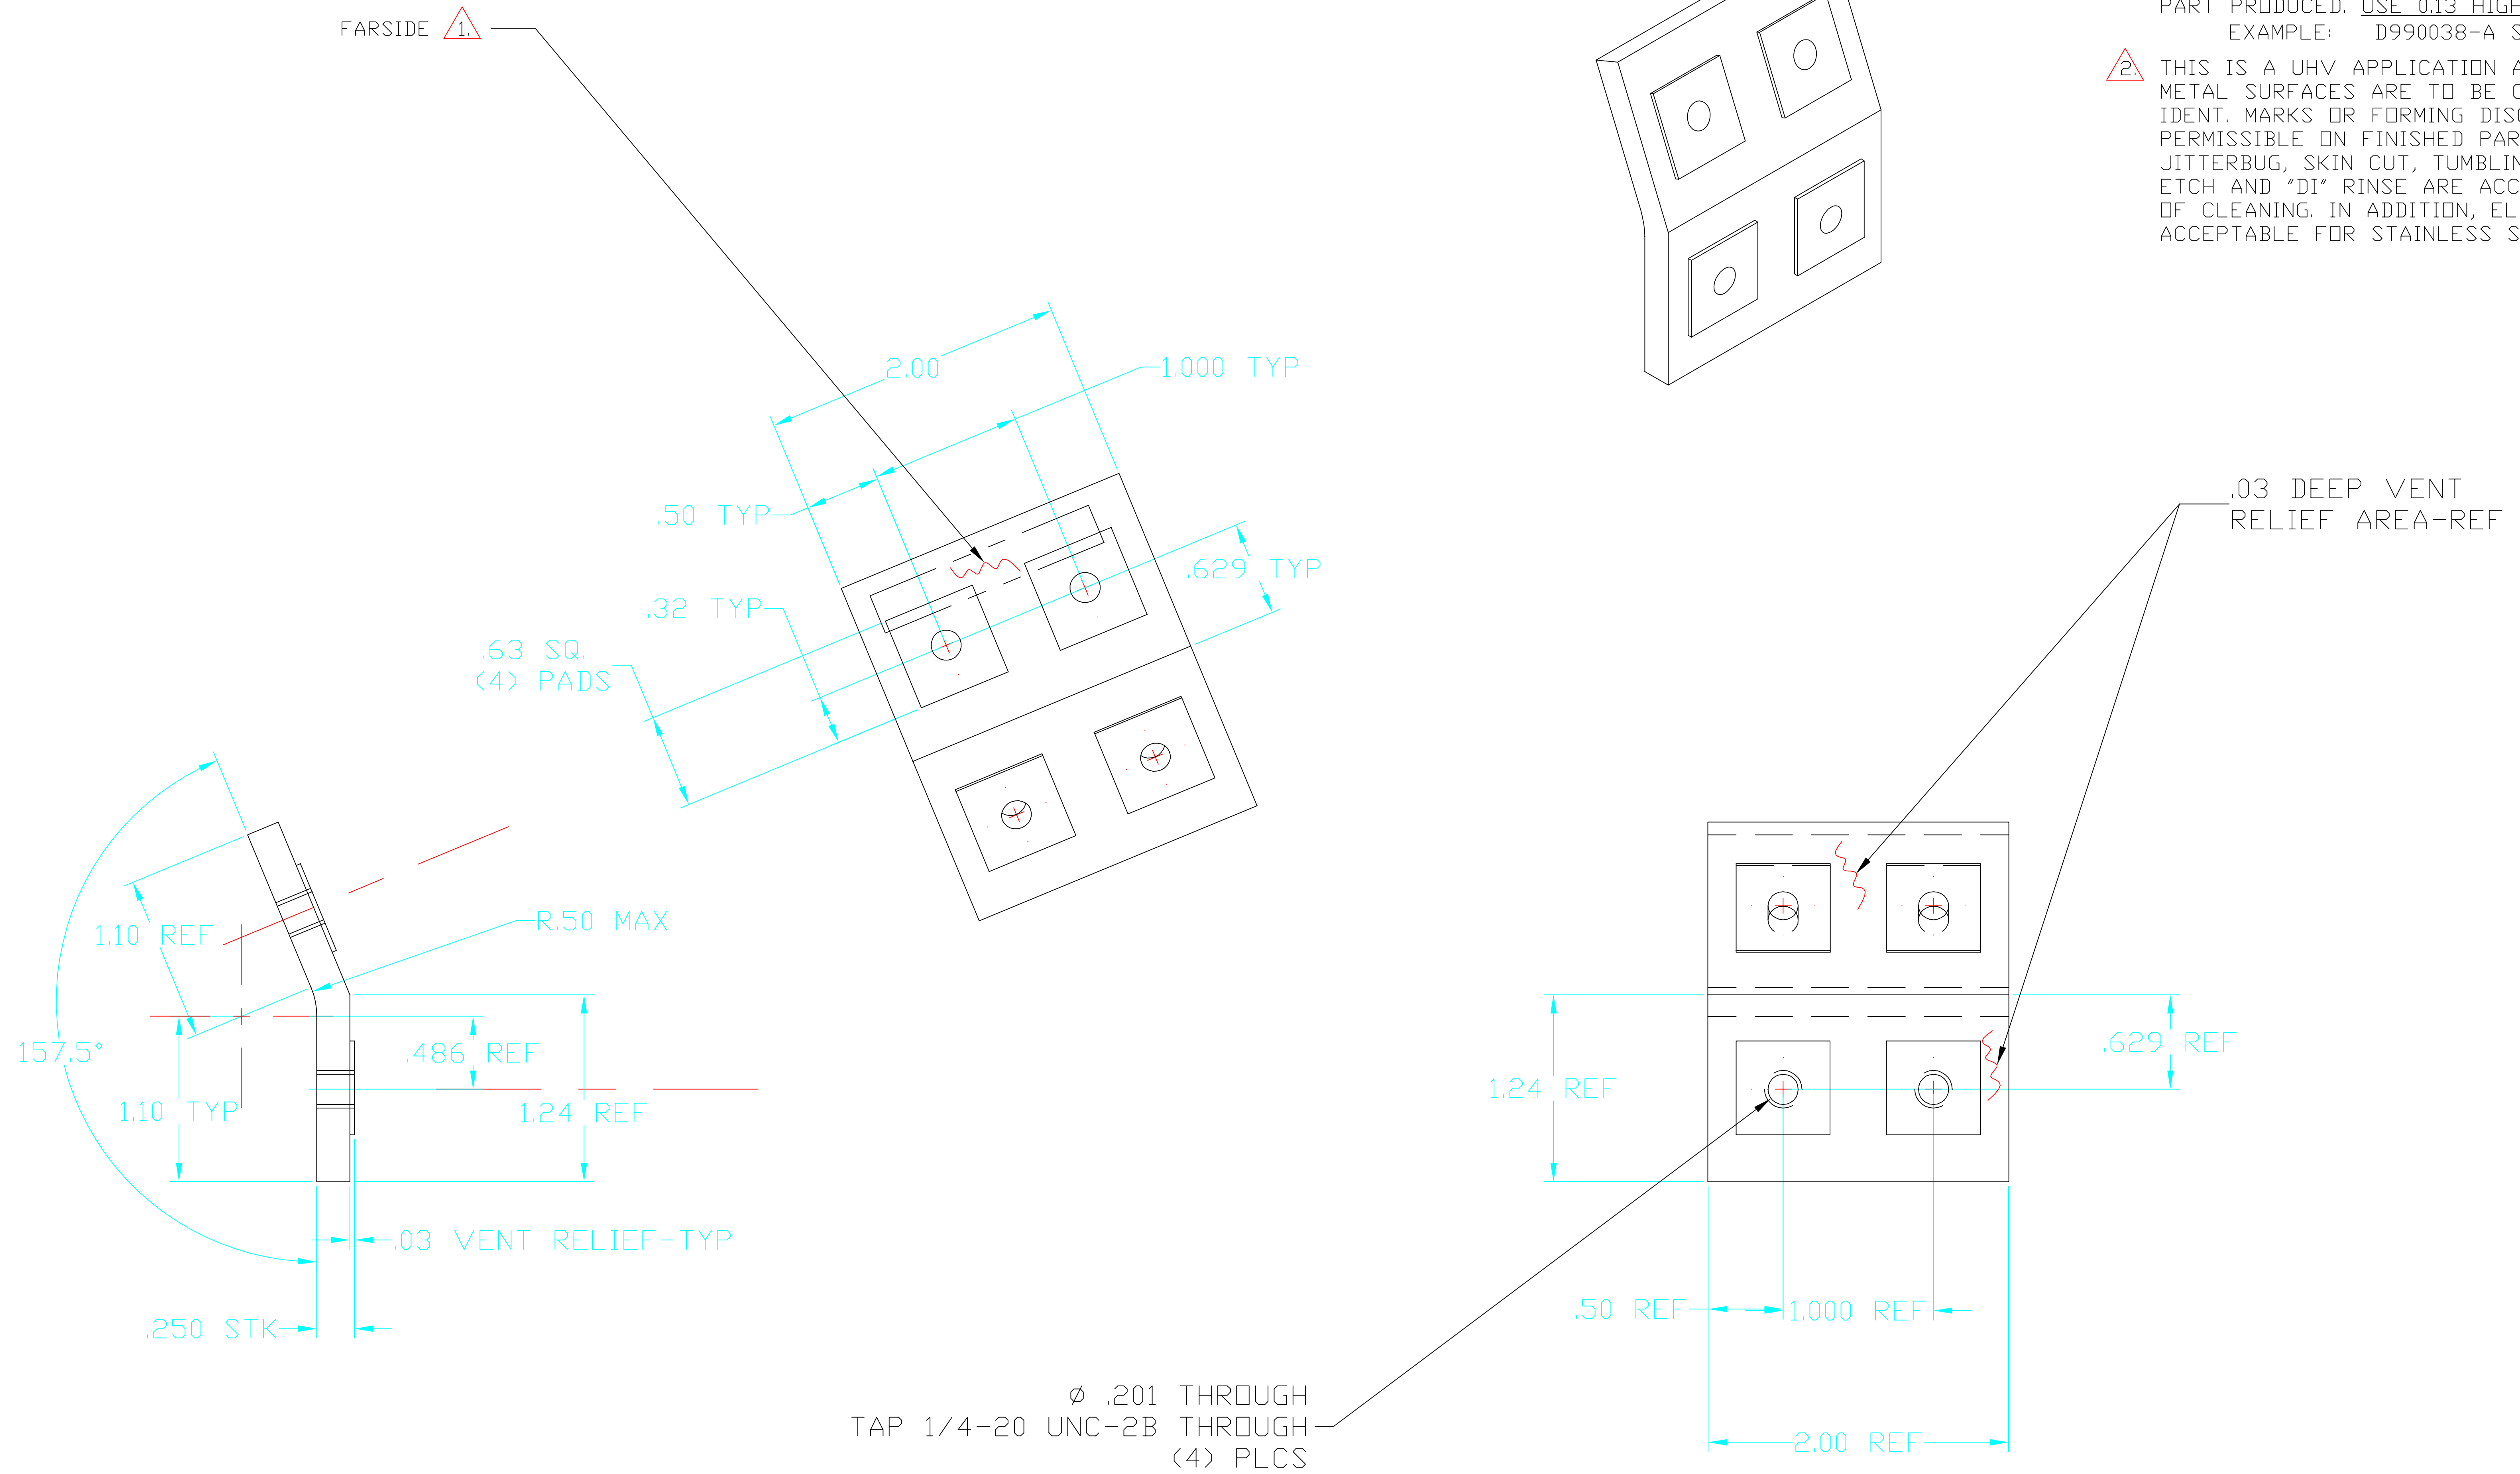 FARSIDE 1.
PART PRODUCED. USE 0.13 HIGH
EXAMPLE: D990038-A S
2. THIS IS A UHV APPLICATION A
METAL SURFACES ARE TO BE
IDENT. MARKS OR FORMING DISC
PERMISSIBLE ON FINISHED PAR
JITTERBUG, SKIN CUT, TUMBLIN
ETCH AND "DI" RINSE ARE ACC
OF CLEANING. IN ADDITION, EL
ACCEPTABLE FOR STAINLESS S
2.00
1.000 TYP
.50 TYP
.629 TYP
.32 TYP
.63 SQ.
(4) PADS
.03 DEEP VENT
RELIEF AREA-REF
1.10 REF
R.50 MAX
157.5°
.486 REF
1.10 TYP
1.24 REF
.03 VENT RELIEF-TYP
.250 STK
1.24 REF
.629 REF
.50 REF
1.000 REF
2.00 REF
Ø .201 THROUGH
TAP 1/4-20 UNC-2B THROUGH
(4) PLCS